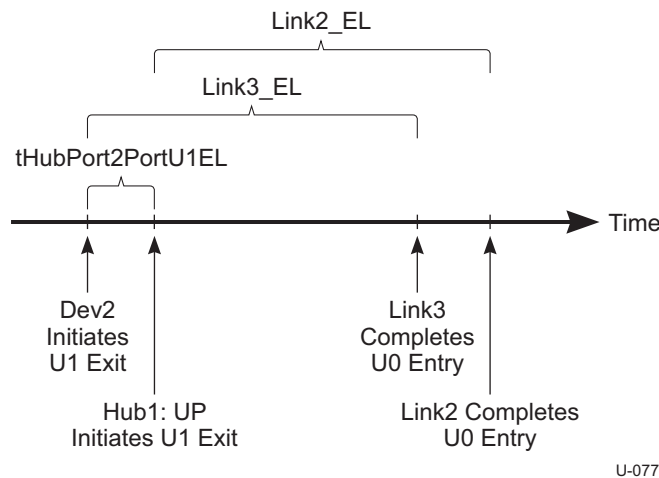 Link2_EL
Link3_EL
tHubPort2PortU1EL
Time
Dev2
Initiates
U1 Exit
Link3
Completes
U0 Entry
Hub1: UP
Initiates U1 Exit
Link2 Completes
U0 Entry
U-077